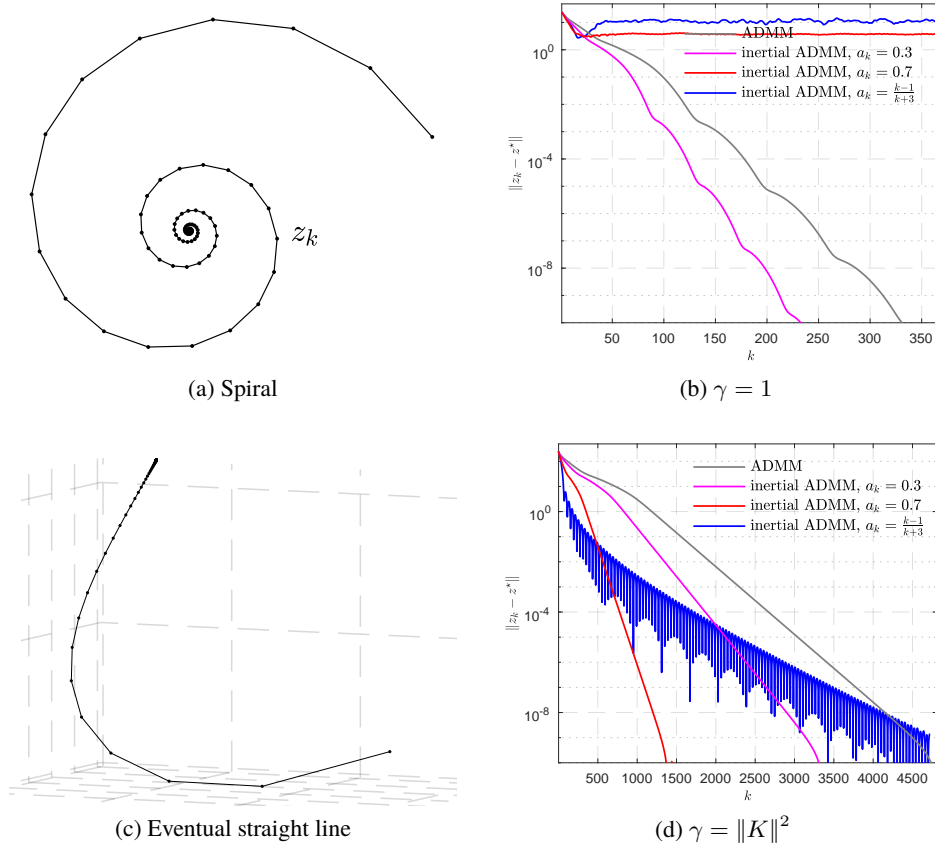 z_k
(a) Spiral
‖z_k − z*‖
10^0
10^-4
10^-8
ADMM
inertial ADMM, a_k = 0.3
inertial ADMM, a_k = 0.7
inertial ADMM, a_k = \frac{k-1}{k+3}
50 100 150 200 250 300 350
k
(b) γ = 1
(c) Eventual straight line
‖z_k − z*‖
10^0
10^-4
10^-8
ADMM
inertial ADMM, a_k = 0.3
inertial ADMM, a_k = 0.7
inertial ADMM, a_k = \frac{k-1}{k+3}
500 1000 1500 2000 2500 3000 3500 4000 4500
k
(d) γ = ‖K‖^2